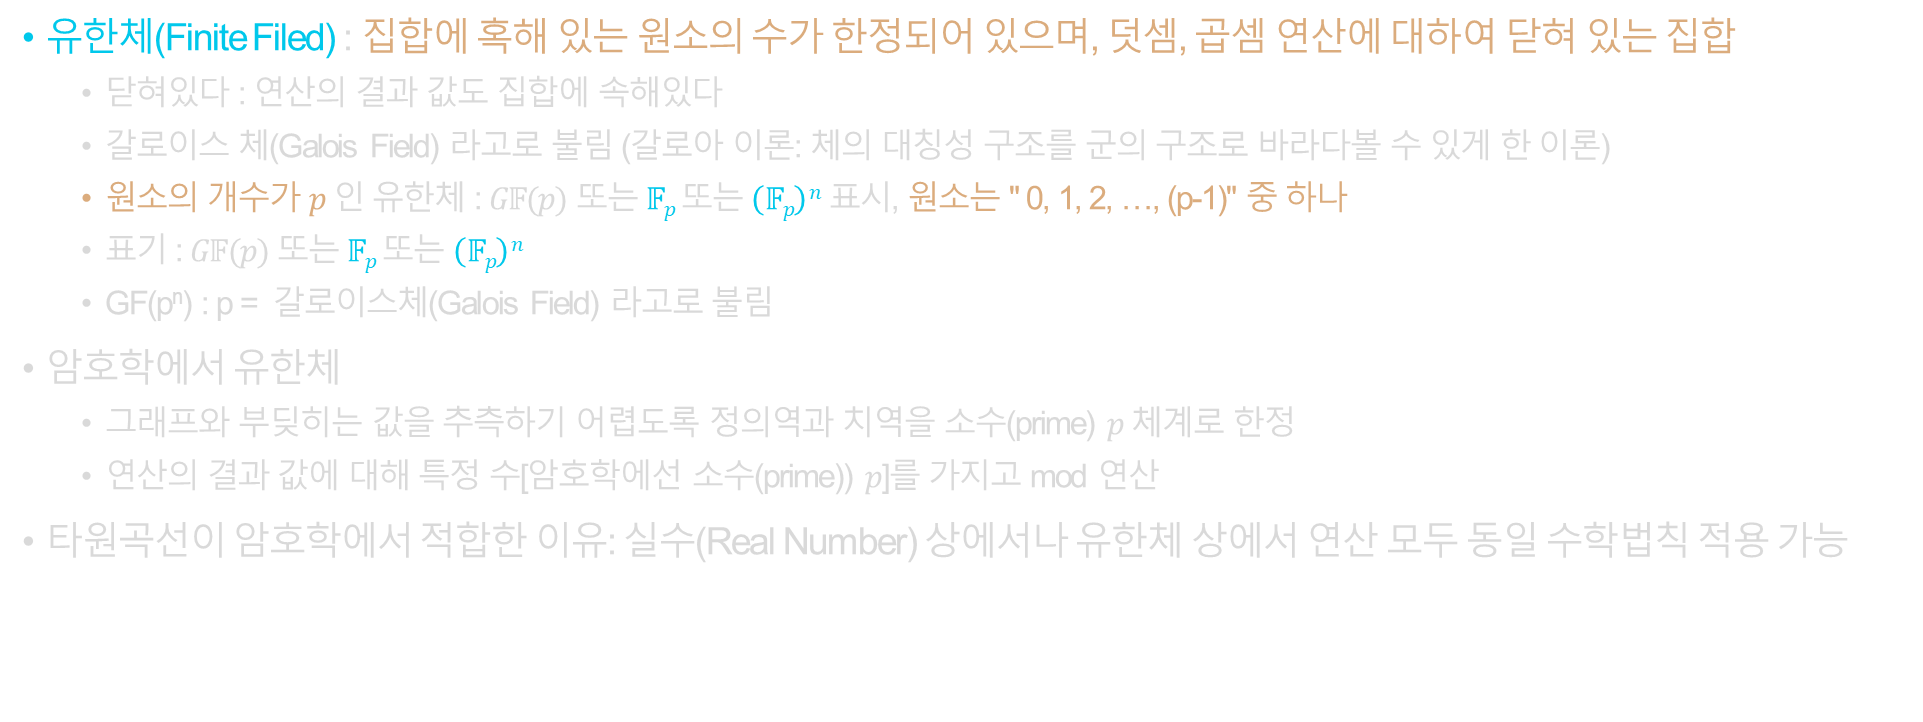 • 유한체(Finite Filed) : 집합에 혹해 있는 원소의 수가 한정되어 있으며, 덧셈, 곱셈 연산에 대하여 닫혀 있는 집합
• 닫혀있다 : 연산의 결과 값도 집합에 속해있다
• 갈로이스 체(Galois Field) 라고로 불림 (갈로아 이론: 체의 대칭성 구조를 군의 구조로 바라다볼 수 있게 한 이론)
• 원소의 개수가 𝑝 인 유한체 : 𝐺𝔽(𝑝) 또는 𝔽ₚ 또는 (𝔽ₚ)ⁿ 표시, 원소는 " 0, 1, 2, …, (p-1)" 중 하나
• 표기 : 𝐺𝔽(𝑝) 또는 𝔽ₚ 또는 (𝔽ₚ)ⁿ
• GF(pⁿ) : p = 갈로이스체(Galois Field) 라고로 불림
• 암호학에서 유한체
• 그래프와 부딪히는 값을 추측하기 어렵도록 정의역과 치역을 소수(prime) 𝑝 체계로 한정
• 연산의 결과 값에 대해 특정 수[암호학에선 소수(prime)) 𝑝]를 가지고 mod 연산
• 타원곡선이 암호학에서 적합한 이유: 실수(Real Number) 상에서나 유한체 상에서 연산 모두 동일 수학법칙 적용 가능